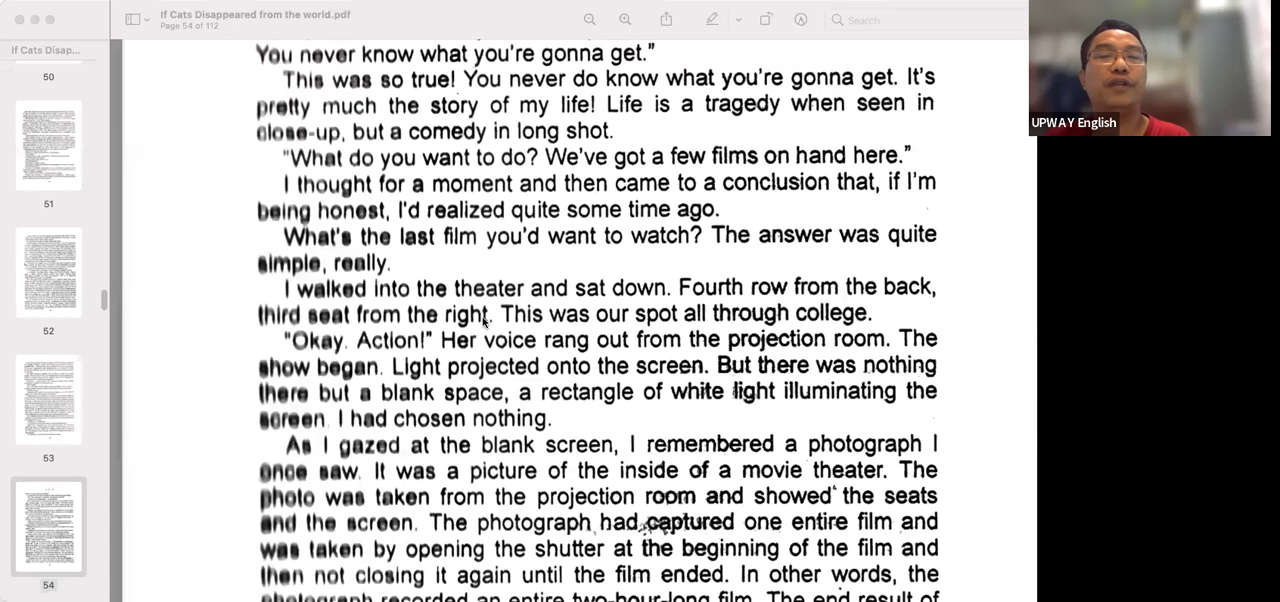 If Cats Disappeared from the world.pdf
Page 54 of 112
Search
If Cats Disap...
50
51
52
53
54
UPWAY English
You never know what you're gonna get."
This was so true! You never do know what you're gonna get. It's
pretty much the story of my life! Life is a tragedy when seen in
close-up, but a comedy in long shot.
"What do you want to do? We've got a few films on hand here."
I thought for a moment and then came to a conclusion that, if I'm
being honest, I'd realized quite some time ago.
What's the last film you'd want to watch? The answer was quite
simple, really.
I walked into the theater and sat down. Fourth row from the back,
third seat from the right. This was our spot all through college.
"Okay. Action!" Her voice rang out from the projection room. The
show began. Light projected onto the screen. But there was nothing
there but a blank space, a rectangle of white light illuminating the
screen. I had chosen nothing.
As I gazed at the blank screen, I remembered a photograph I
once saw. It was a picture of the inside of a movie theater. The
photo was taken from the projection room and showed the seats
and the screen. The photograph had captured one entire film and
was taken by opening the shutter at the beginning of the film and
then not closing it again until the film ended. In other words, the
photograph recorded an entire two-hour-long film. The end result of